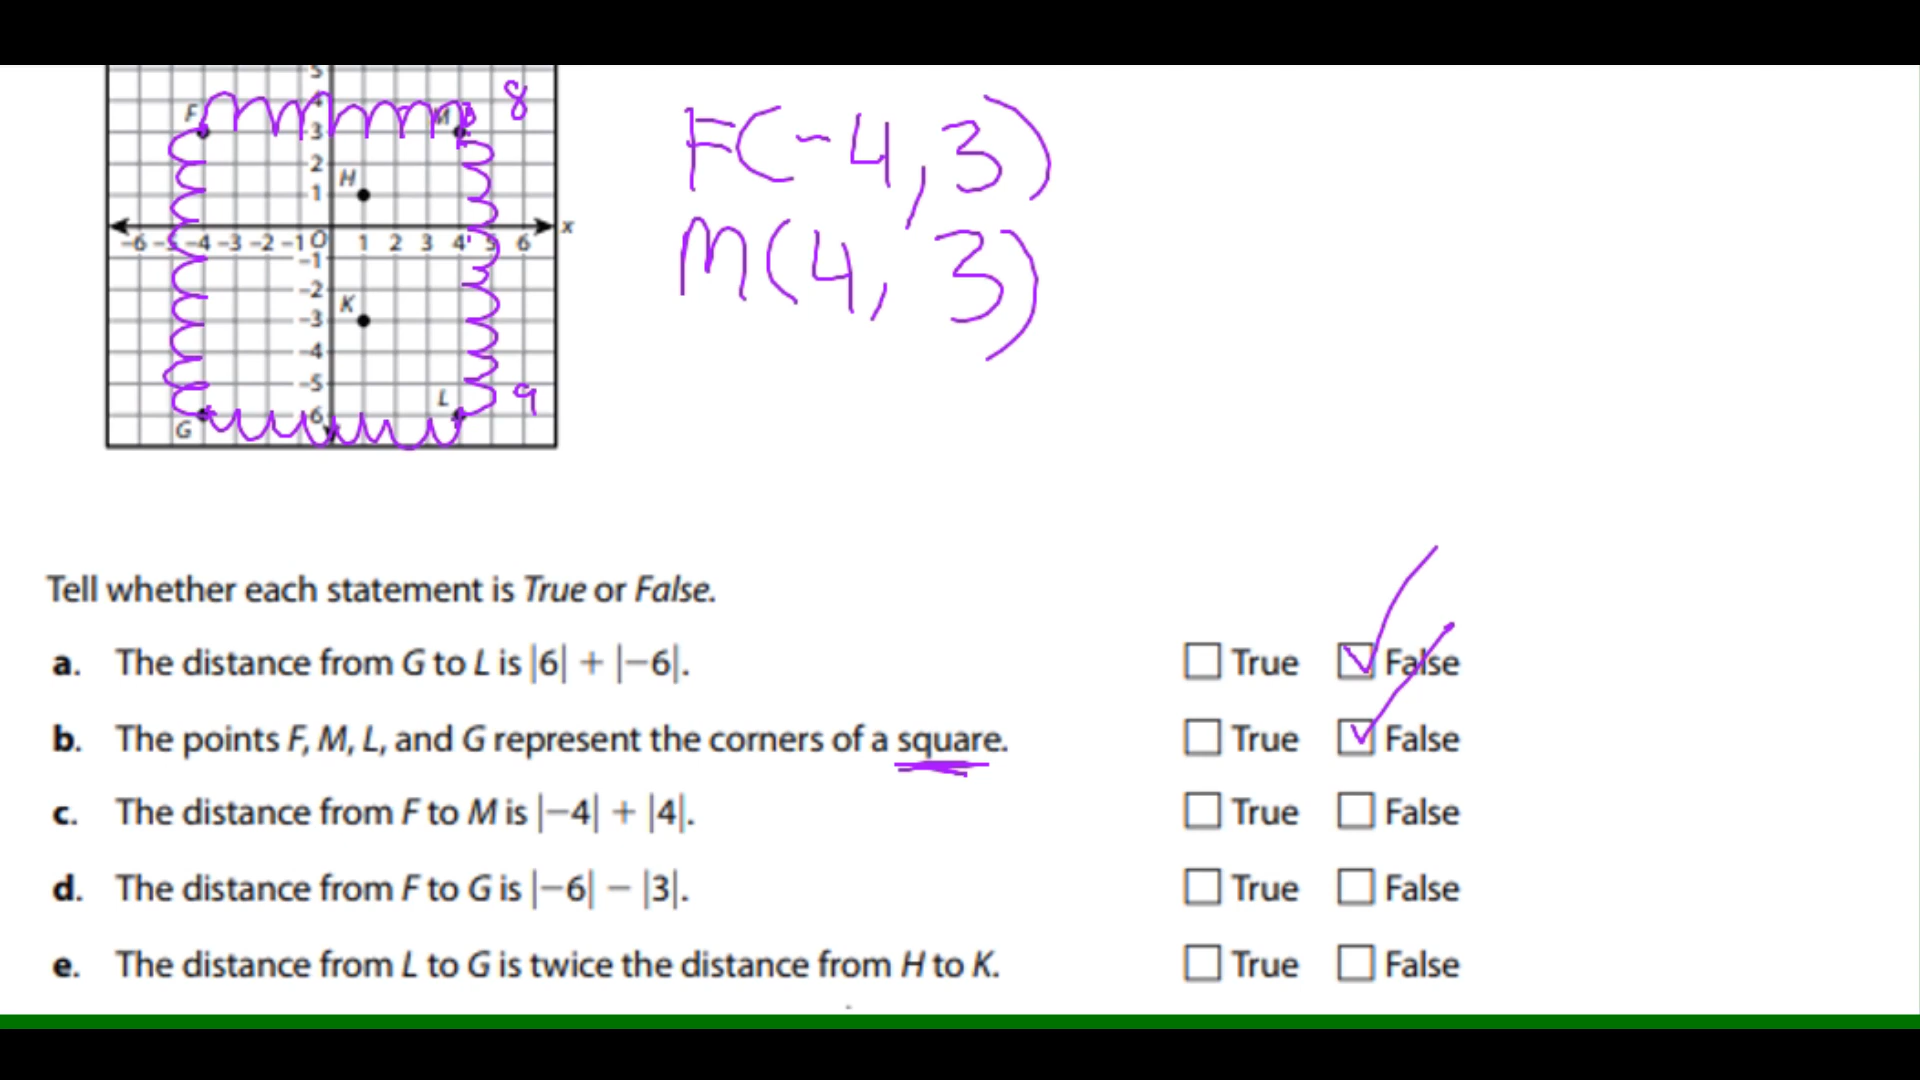 5
F 4 M 8
3
2
H
1
x
-6 -5 -4 -3 -2 -1 O 1 2 3 4 5 6
-1
-2
K
-3
-4
-5
L 9
6
G
F(-4,3)
M(4, 3)
Tell whether each statement is True or False.
a. The distance from G to L is |6| + |−6|. True False
b. The points F, M, L, and G represent the corners of a square. True False
c. The distance from F to M is |−4| + |4|. True False
d. The distance from F to G is |−6| − |3|. True False
e. The distance from L to G is twice the distance from H to K. True False